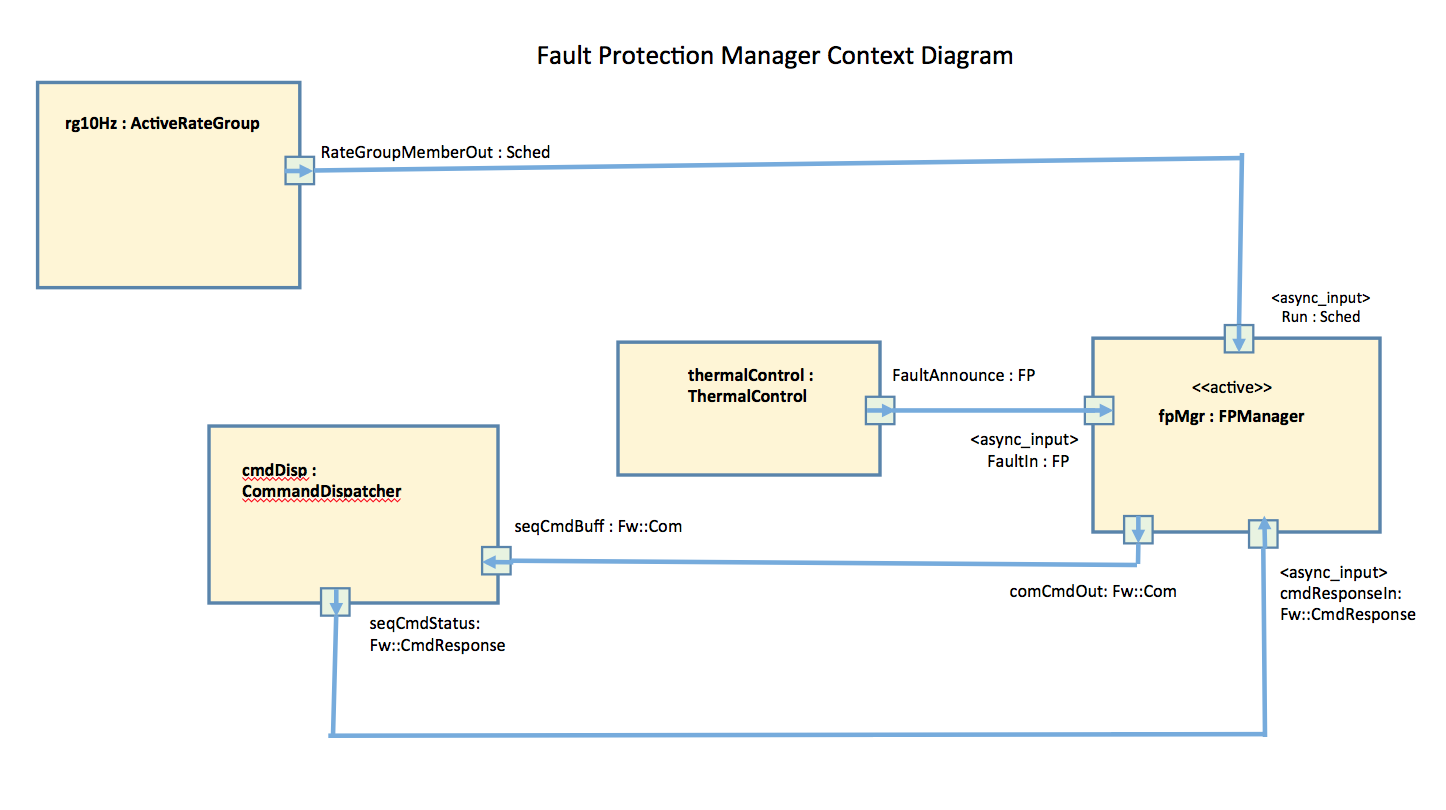 Fault Protection Manager Context Diagram
rg10Hz : ActiveRateGroup
RateGroupMemberOut : Sched
<async_input>
Run : Sched
thermalControl :
ThermalControl
FaultAnnounce : FP
<<active>>
fpMgr : FPManager
<async_input>
FaultIn : FP
cmdDisp :
CommandDispatcher
seqCmdBuff : Fw::Com
comCmdOut: Fw::Com
<async_input>
cmdResponseIn:
Fw::CmdResponse
seqCmdStatus:
Fw::CmdResponse